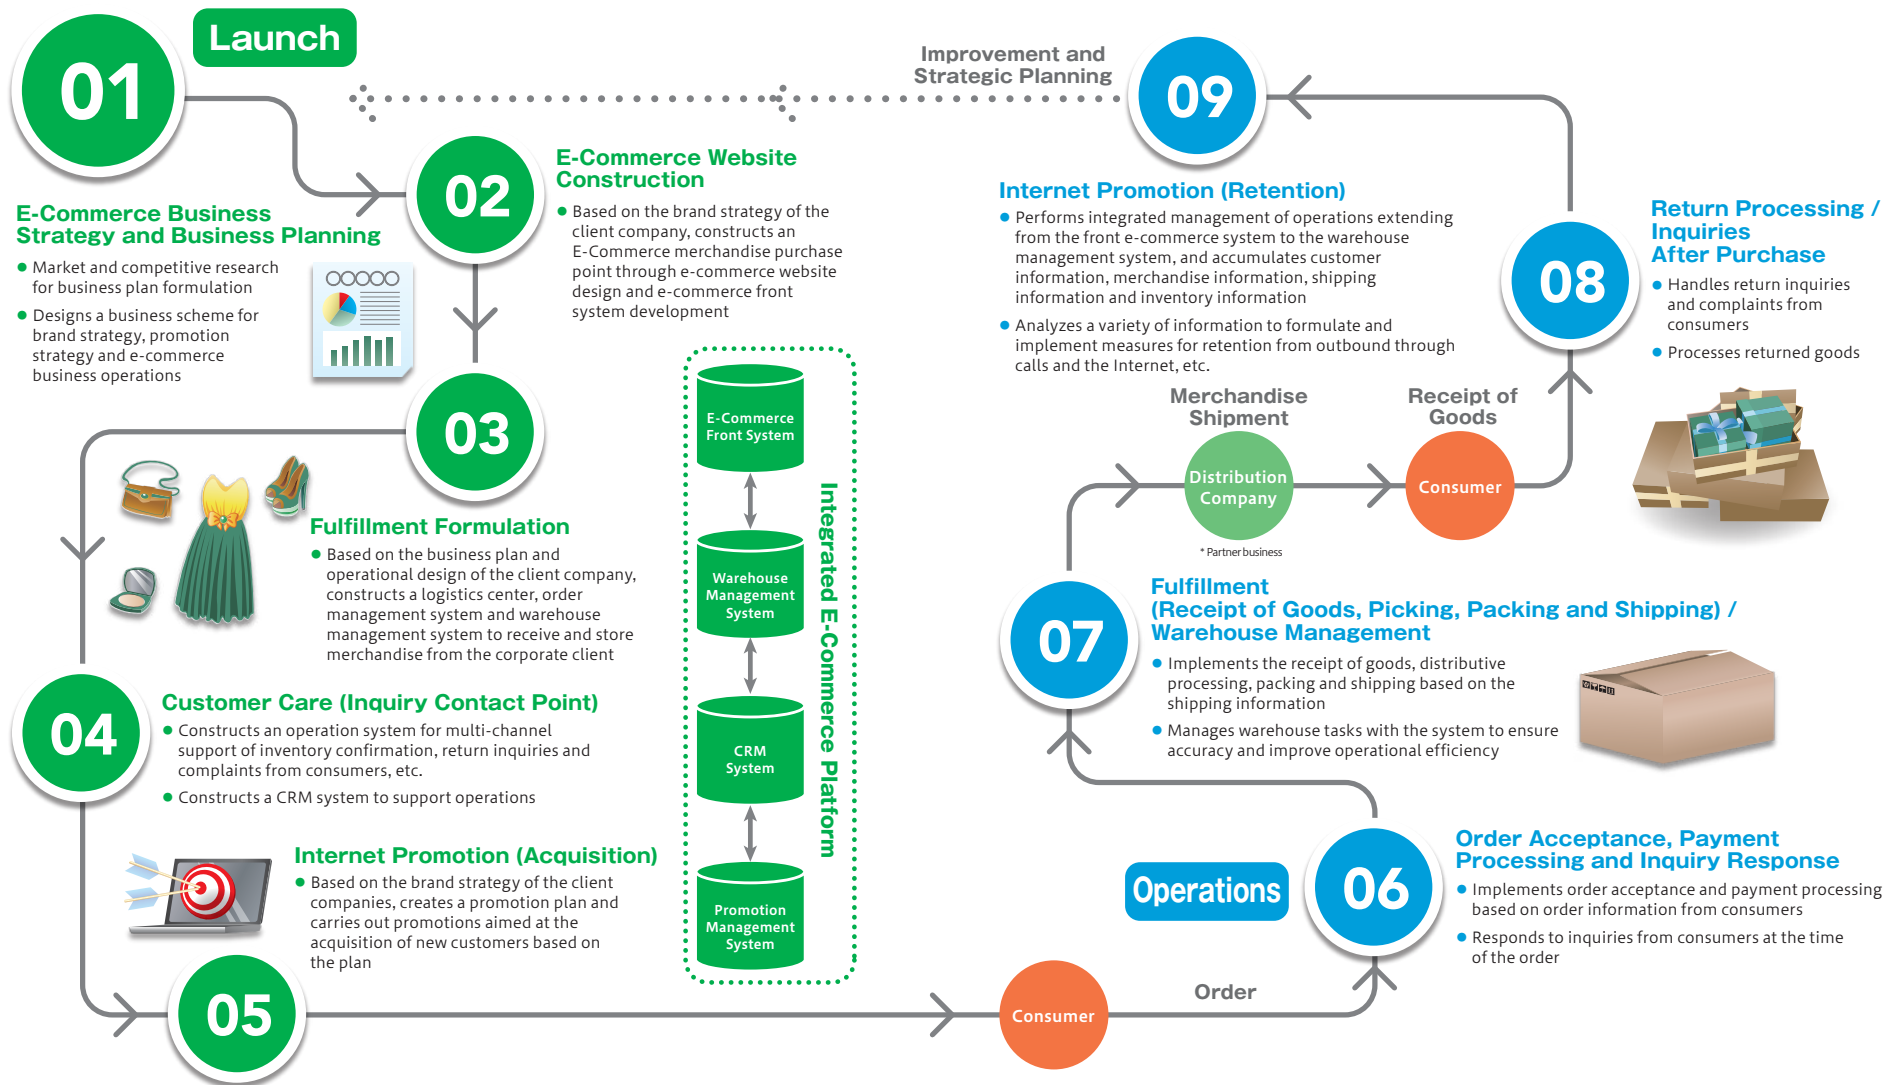 01
Launch
E-Commerce Business
Strategy and Business Planning
● Market and competitive research
for business plan formulation
● Designs a business scheme for
brand strategy, promotion
strategy and e-commerce
business operations
02
E-Commerce Website
Construction
● Based on the brand strategy of the
client company, constructs an
E-Commerce merchandise purchase
point through e-commerce website
design and e-commerce front
system development
03
Fulfillment Formulation
● Based on the business plan and
operational design of the client company,
constructs a logistics center, order
management system and warehouse
management system to receive and store
merchandise from the corporate client
04
Customer Care (Inquiry Contact Point)
● Constructs an operation system for multi-channel
support of inventory confirmation, return inquiries and
complaints from consumers, etc.
● Constructs a CRM system to support operations
Internet Promotion (Acquisition)
● Based on the brand strategy of the client
companies, creates a promotion plan and
carries out promotions aimed at the
acquisition of new customers based on
the plan
05
E-Commerce
Front System
Warehouse
Management
System
CRM
System
Promotion
Management
System
Integrated E-Commerce Platform
Consumer
Order
Operations
06
Order Acceptance, Payment
Processing and Inquiry Response
● Implements order acceptance and payment processing
based on order information from consumers
● Responds to inquiries from consumers at the time
of the order
07
Fulfillment
(Receipt of Goods, Picking, Packing and Shipping) /
Warehouse Management
● Implements the receipt of goods, distributive
processing, packing and shipping based on the
shipping information
● Manages warehouse tasks with the system to ensure
accuracy and improve operational efficiency
Merchandise
Shipment
Distribution
Company
* Partner business
Receipt of
Goods
Consumer
08
Return Processing /
Inquiries
After Purchase
● Handles return inquiries
and complaints from
consumers
● Processes returned goods
09
Improvement and
Strategic Planning
Internet Promotion (Retention)
● Performs integrated management of operations extending
from the front e-commerce system to the warehouse
management system, and accumulates customer
information, merchandise information, shipping
information and inventory information
● Analyzes a variety of information to formulate and
implement measures for retention from outbound through
calls and the Internet, etc.